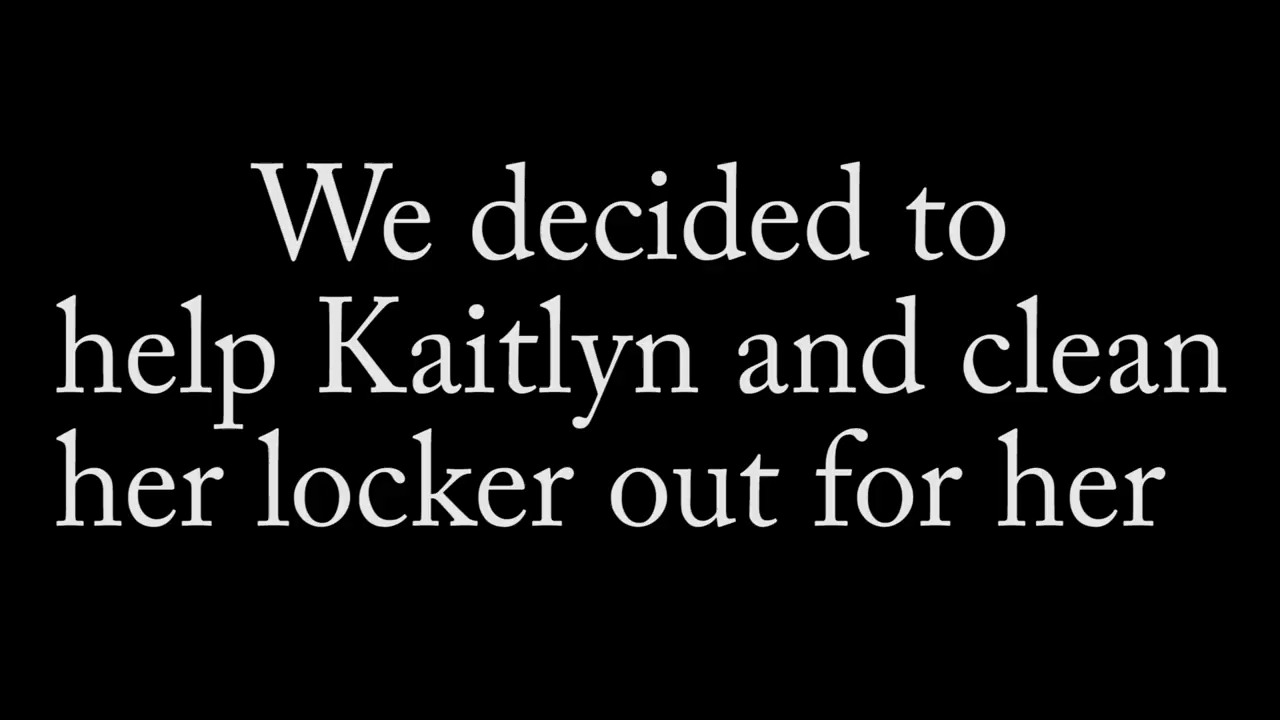 We decided to
help Kaitlyn and clean
her locker out for her